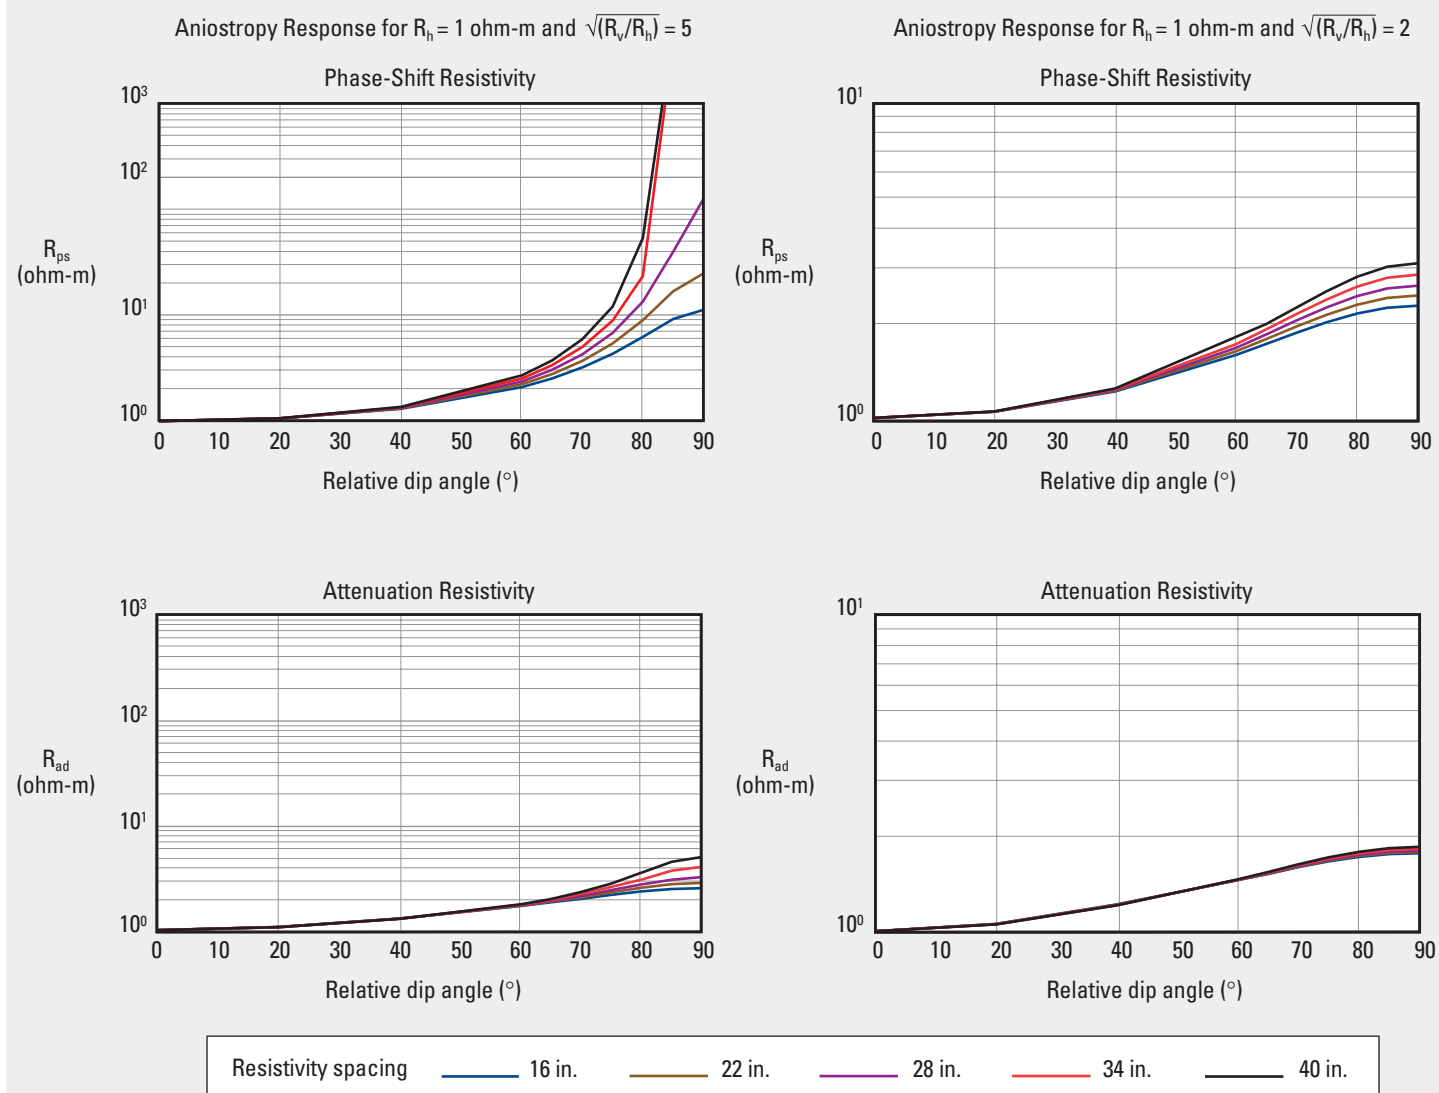 Aniostropy Response for Rₕ = 1 ohm-m and √(Rᵥ/Rₕ) = 5
Phase-Shift Resistivity
10³
10²
10¹
10⁰
R_ps
(ohm-m)
0 10 20 30 40 50 60 70 80 90
Relative dip angle (°)
Aniostropy Response for Rₕ = 1 ohm-m and √(Rᵥ/Rₕ) = 2
Phase-Shift Resistivity
10¹
10⁰
R_ps
(ohm-m)
0 10 20 30 40 50 60 70 80 90
Relative dip angle (°)
Attenuation Resistivity
10³
10²
10¹
10⁰
R_ad
(ohm-m)
0 10 20 30 40 50 60 70 80 90
Relative dip angle (°)
Attenuation Resistivity
10¹
10⁰
R_ad
(ohm-m)
0 10 20 30 40 50 60 70 80 90
Relative dip angle (°)
Resistivity spacing 16 in. 22 in. 28 in. 34 in. 40 in.